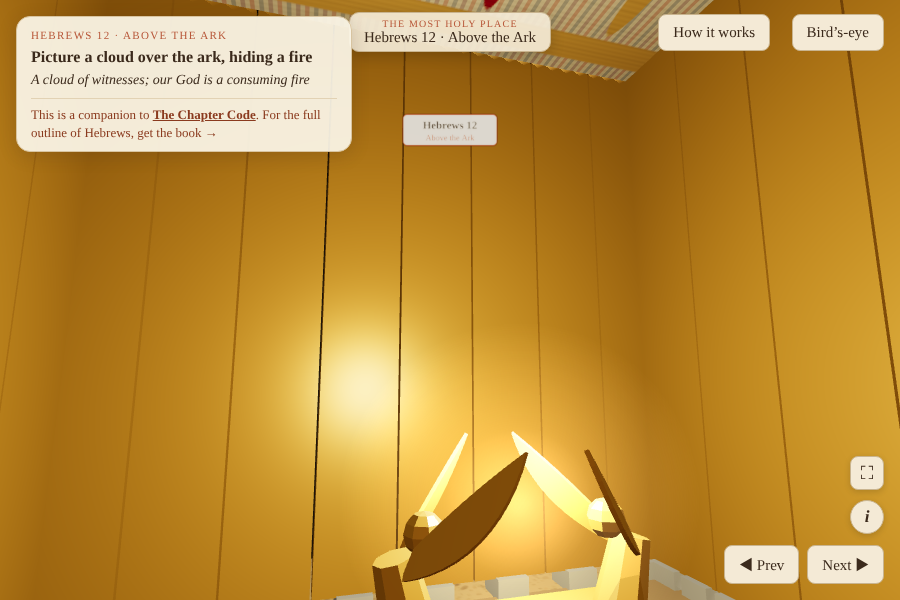 HEBREWS 12 · ABOVE THE ARK
Picture a cloud over the ark, hiding a fire
A cloud of witnesses; our God is a consuming fire
This is a companion to The Chapter Code. For the full
outline of Hebrews, get the book →
THE MOST HOLY PLACE
Hebrews 12 · Above the Ark
How it works
Bird’s-eye
Hebrews 12
Above the Ark
i
◀ Prev
Next ▶